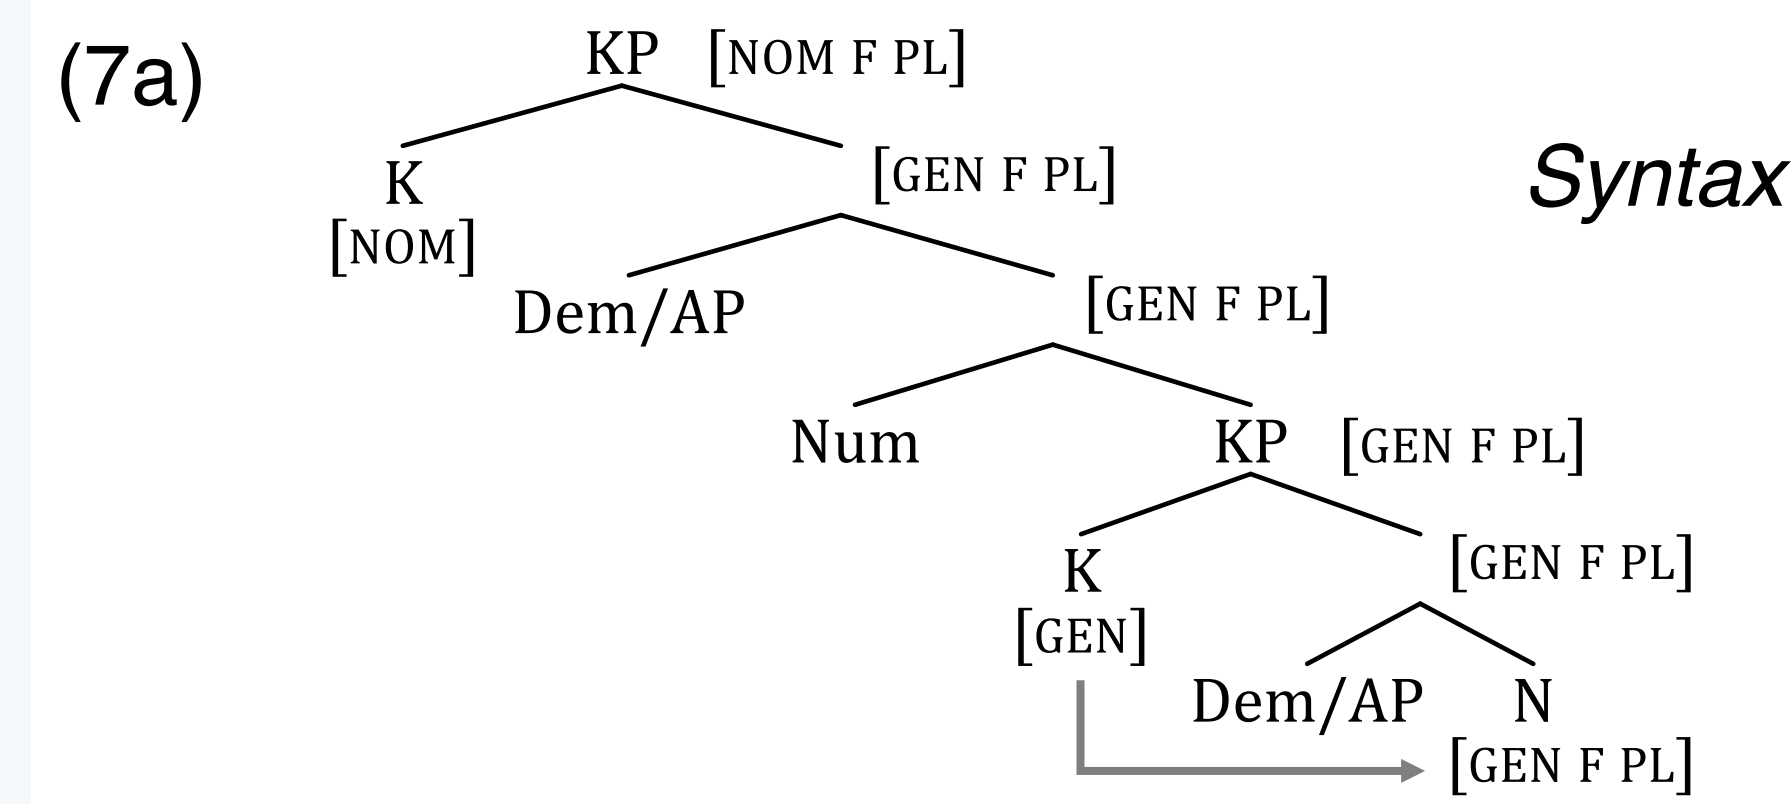 (7a)
KP [NOM F PL]
K [GEN F PL]
Syntax
[NOM]
Dem/AP [GEN F PL]
Num KP [GEN F PL]
K [GEN F PL]
[GEN]
Dem/AP N
[GEN F PL]